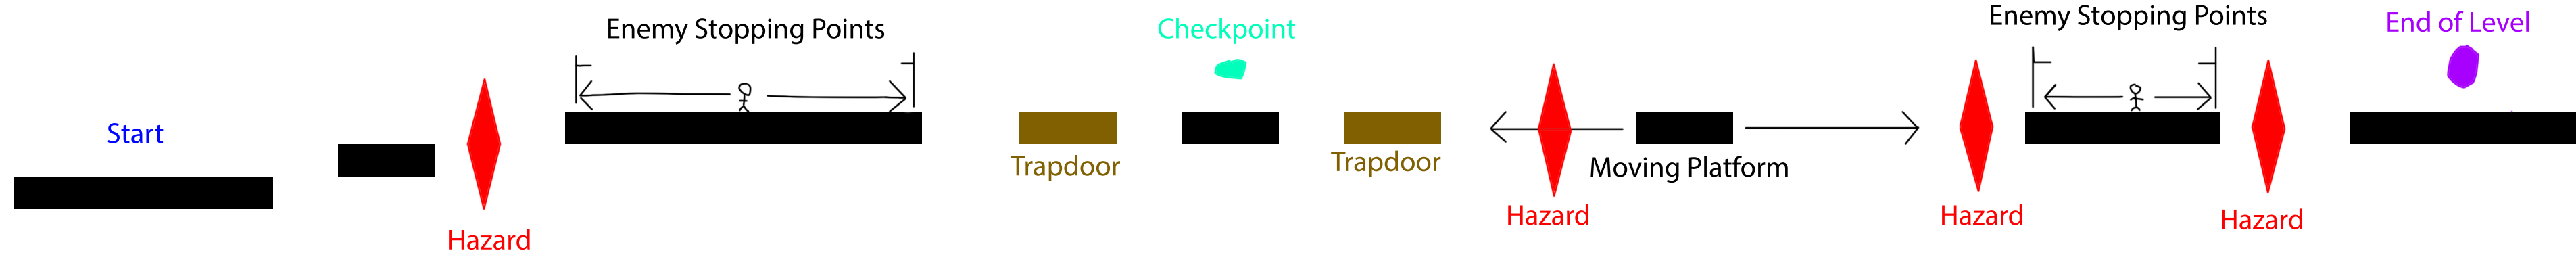 Start
Hazard
Enemy Stopping Points
Trapdoor
Checkpoint
Trapdoor
Hazard
Moving Platform
Hazard
Enemy Stopping Points
Hazard
End of Level